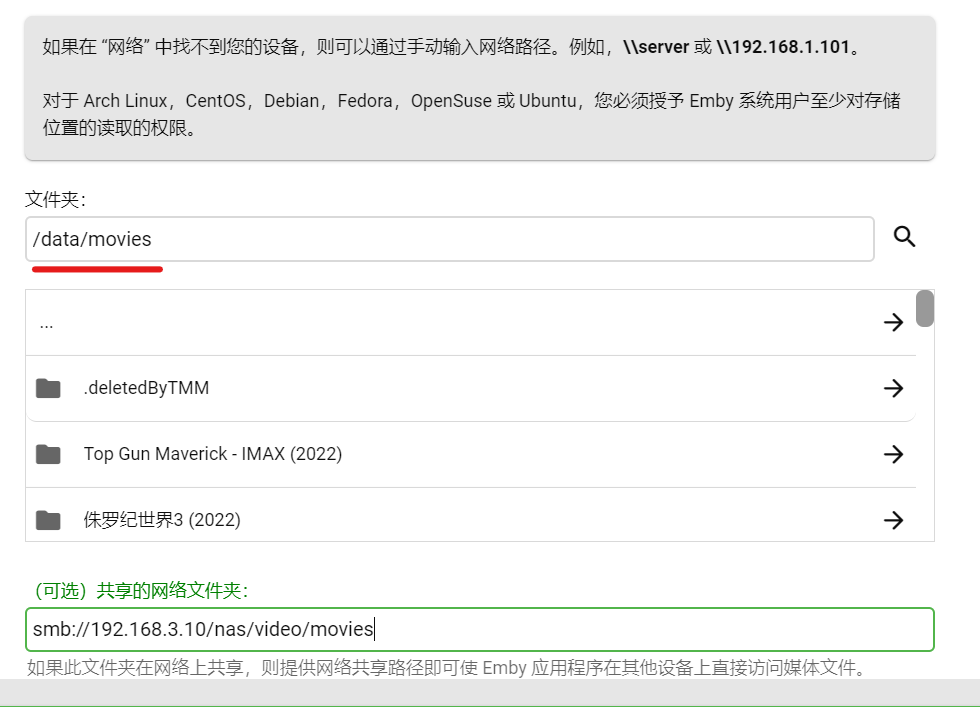 如果在 “网络” 中找不到您的设备，则可以通过手动输入网络路径。例如，\\server 或 \\192.168.1.101。
对于 Arch Linux，CentOS，Debian，Fedora，OpenSuse 或 Ubuntu，您必须授予 Emby 系统用户至少对存储
位置的读取的权限。
文件夹：
/data/movies
...
.deletedByTMM
Top Gun Maverick - IMAX (2022)
侏罗纪世界3 (2022)
（可选）共享的网络文件夹：
smb://192.168.3.10/nas/video/movies
如果此文件夹在网络上共享，则提供网络共享路径即可使 Emby 应用程序在其他设备上直接访问媒体文件。